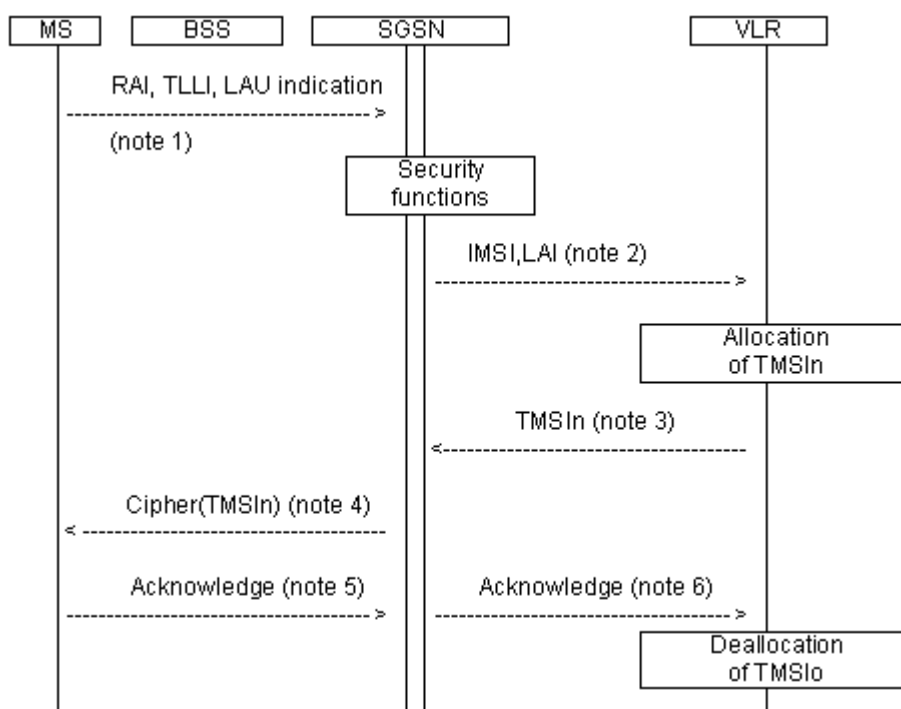 MS BSS SGSN VLR
RAI, TLLI, LAU indication
(note 1)
Security
functions
IMSI,LAI (note 2)
Allocation
of TMSIn
TMSIn (note 3)
Cipher(TMSIn) (note 4)
Acknowledge (note 5) Acknowledge (note 6)
Deallocation
of TMSIo